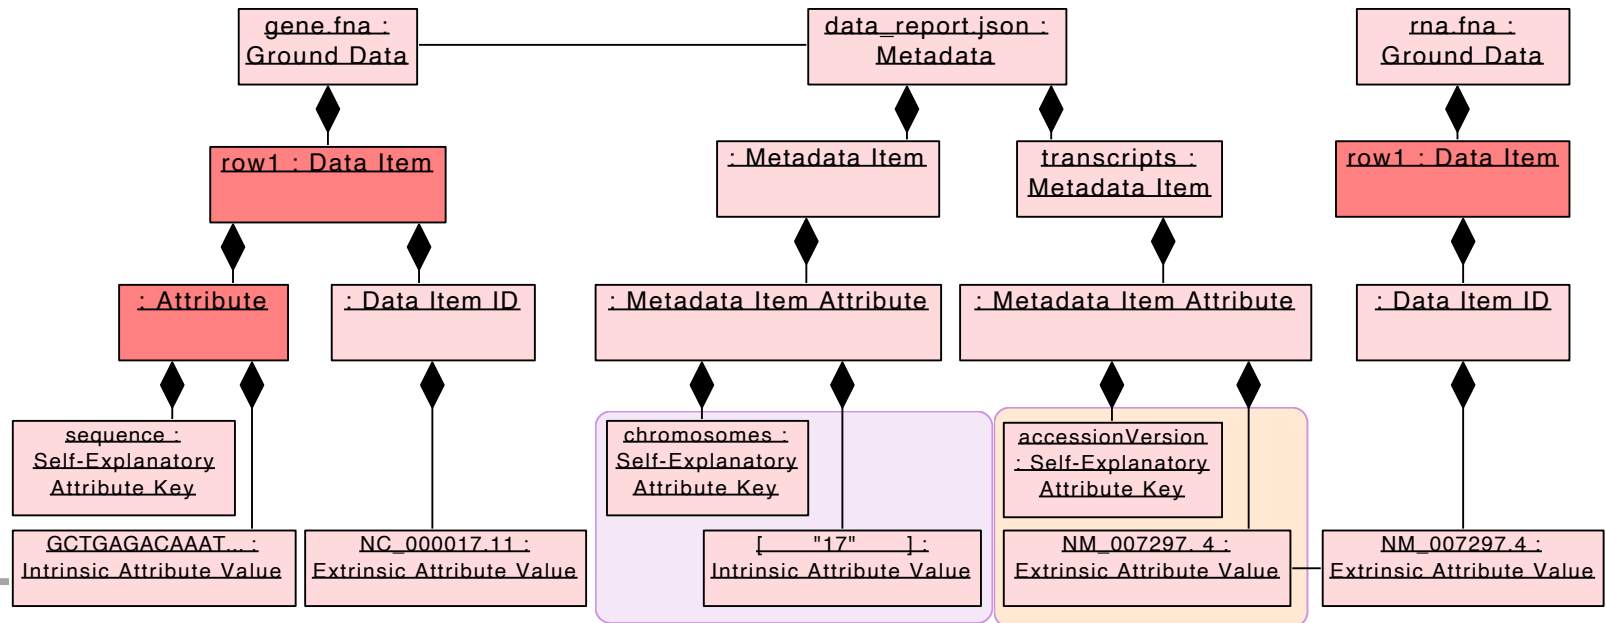 gene.fna :
Ground Data
data_report.json :
Metadata
rna.fna :
Ground Data
row1 : Data Item
: Metadata Item
transcripts :
Metadata Item
row1 : Data Item
: Attribute
: Data Item ID
: Metadata Item Attribute
: Metadata Item Attribute
: Data Item ID
sequence :
Self-Explanatory
Attribute Key
chromosomes :
Self-Explanatory
Attribute Key
accessionVersion
: Self-Explanatory
Attribute Key
GCTGAGACAAAT... :
Intrinsic Attribute Value
NC_000017.11 :
Extrinsic Attribute Value
[ "17" ] :
Intrinsic Attribute Value
NM_007297. 4 :
Extrinsic Attribute Value
NM_007297.4 :
Extrinsic Attribute Value